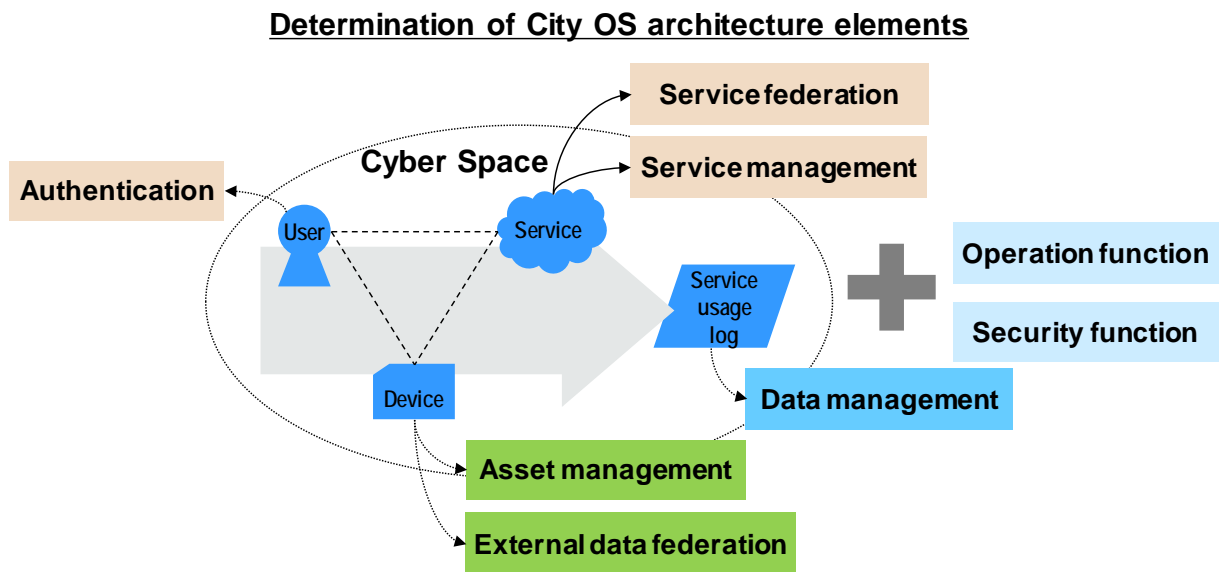 Determination of City OS architecture elements
Service federation
Cyber Space
Service management
Authentication
User
Service
Operation function
Service
usage
log
Security function
Device
Data management
Asset management
External data federation